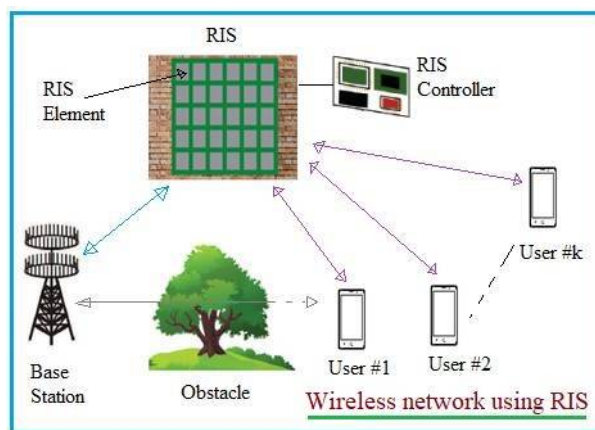 RIS
RIS
Element
RIS
Controller
User #k
User #1
User #2
Base
Station
Obstacle
Wireless network using RIS